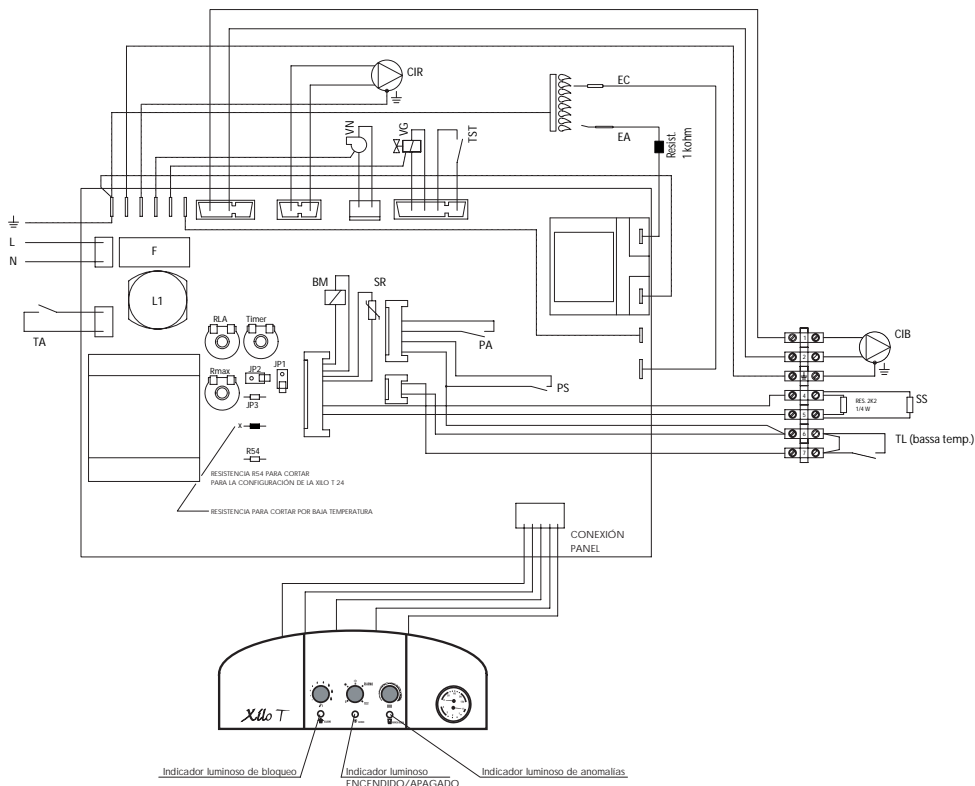 CIR
EC
EA
Resist.
1 kohm
VN
VG
TST
L
N
F
L1
TA
BM
SR
PA
PS
RLA
Timer
Rmax
JP2
JP1
JP3
X
R54
RESISTENCIA R54 PARA CORTAR
PARA LA CONFIGURACIÓN DE LA XILO T 24
RESISTENCIA PARA CORTAR POR BAJA TEMPERATURA
1
2
4
5
6
7
CIB
RES. 2K2
1/4 W
SS
TL (bassa temp.)
CONEXIÓN
PANEL
Xilo T
Indicador luminoso de bloqueo
Indicador luminoso
ENCENDIDO/APAGADO
Indicador luminoso de anomalías